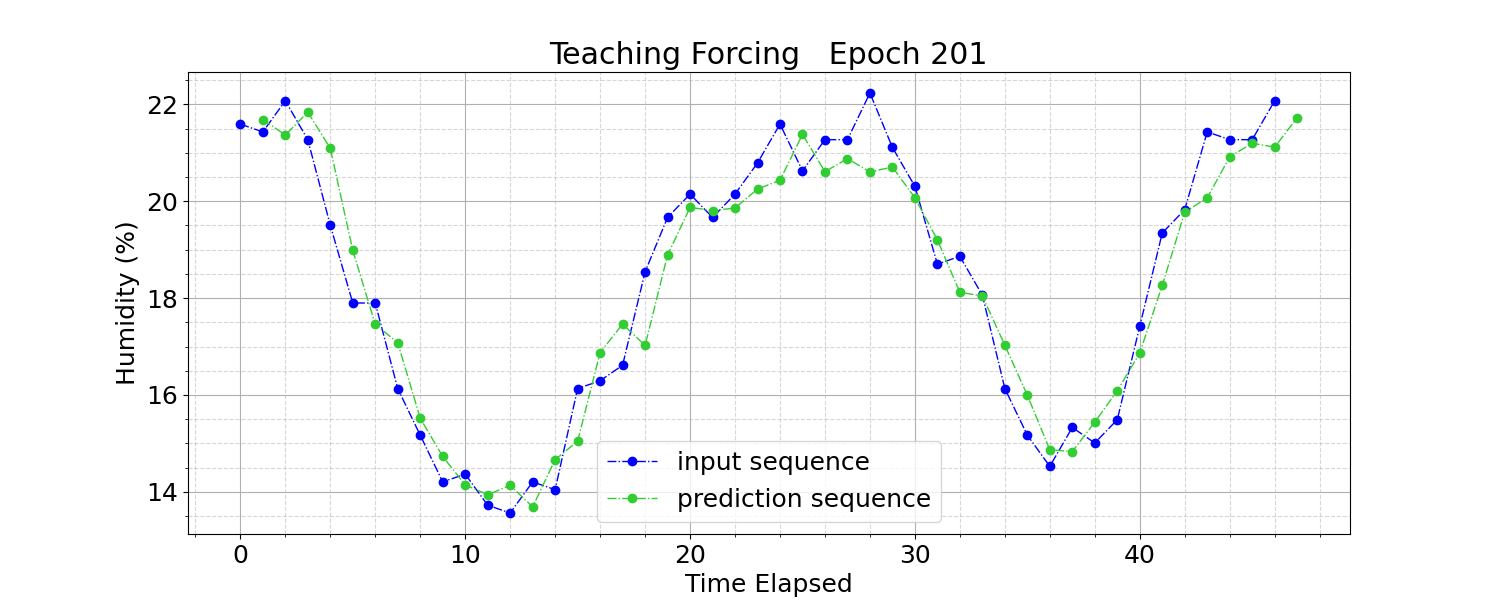 Teaching Forcing   Epoch 201
22
20
18
16
14
Humidity (%)
input sequence
prediction sequence
0 10 20 30 40
Time Elapsed